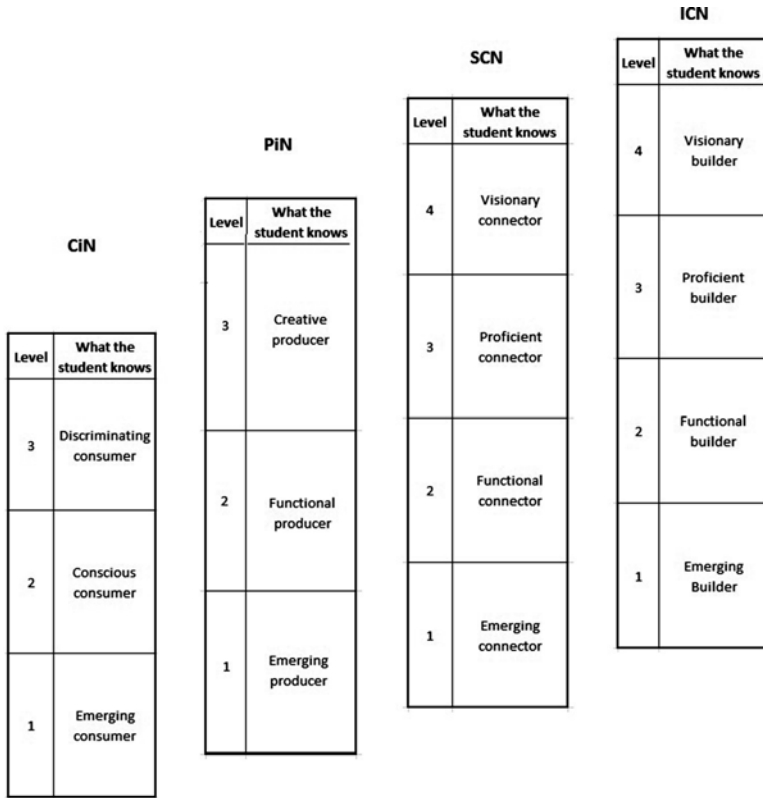 CiN
Level What the
student knows
3 Discriminating
consumer
2 Conscious
consumer
1 Emerging
consumer
PiN
Level What the
student knows
3 Creative
producer
2 Functional
producer
1 Emerging
producer
SCN
Level What the
student knows
4 Visionary
connector
3 Proficient
connector
2 Functional
connector
1 Emerging
connector
ICN
Level What the
student knows
4 Visionary
builder
3 Proficient
builder
2 Functional
builder
1 Emerging
Builder